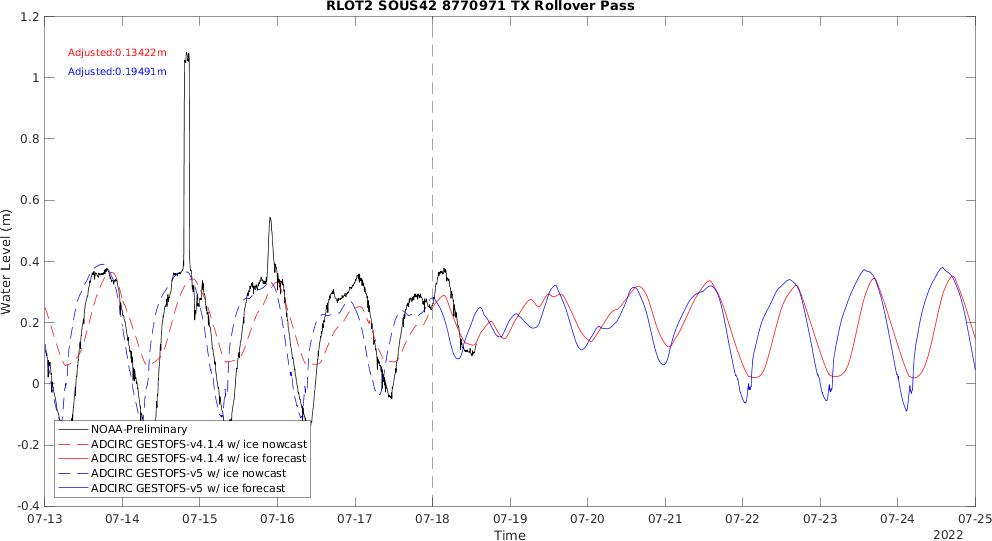 RLOT2 SOUS42 8770971 TX Rollover Pass
1.2
1
0.8
0.6
0.4
0.2
0
-0.2
-0.4
Water Level (m)
Adjusted:0.13422m
Adjusted:0.19491m
NOAA-Preliminary
ADCIRC GESTOFS-v4.1.4 w/ ice nowcast
ADCIRC GESTOFS-v4.1.4 w/ ice forecast
ADCIRC GESTOFS-v5 w/ ice nowcast
ADCIRC GESTOFS-v5 w/ ice forecast
07-13 07-14 07-15 07-16 07-17 07-18 07-19 07-20 07-21 07-22 07-23 07-24 07-25
Time
2022